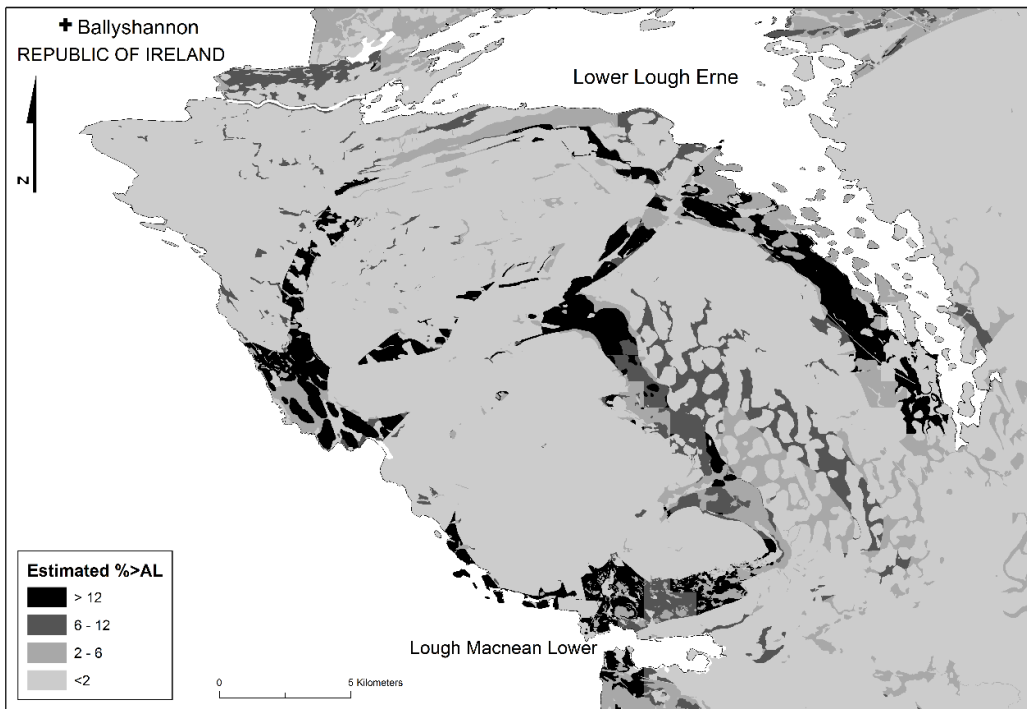 + Ballyshannon
REPUBLIC OF IRELAND
Lower Lough Erne
N
Estimated %>AL
> 12
6 - 12
2 - 6
<2
0
5 Kilometers
Lough Macnean Lower